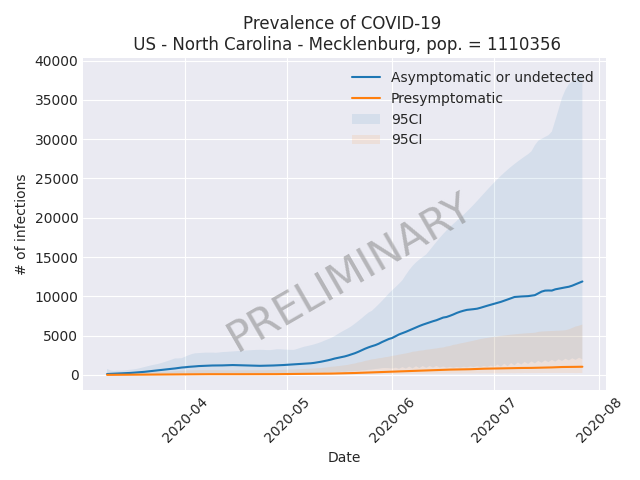 Prevalence of COVID-19
US - North Carolina - Mecklenburg, pop. = 1110356
40000
35000
30000
25000
20000
15000
10000
5000
0
# of infections
Asymptomatic or undetected
Presymptomatic
95CI
95CI
PRELIMINARY
2020-04
2020-05
2020-06
2020-07
2020-08
Date